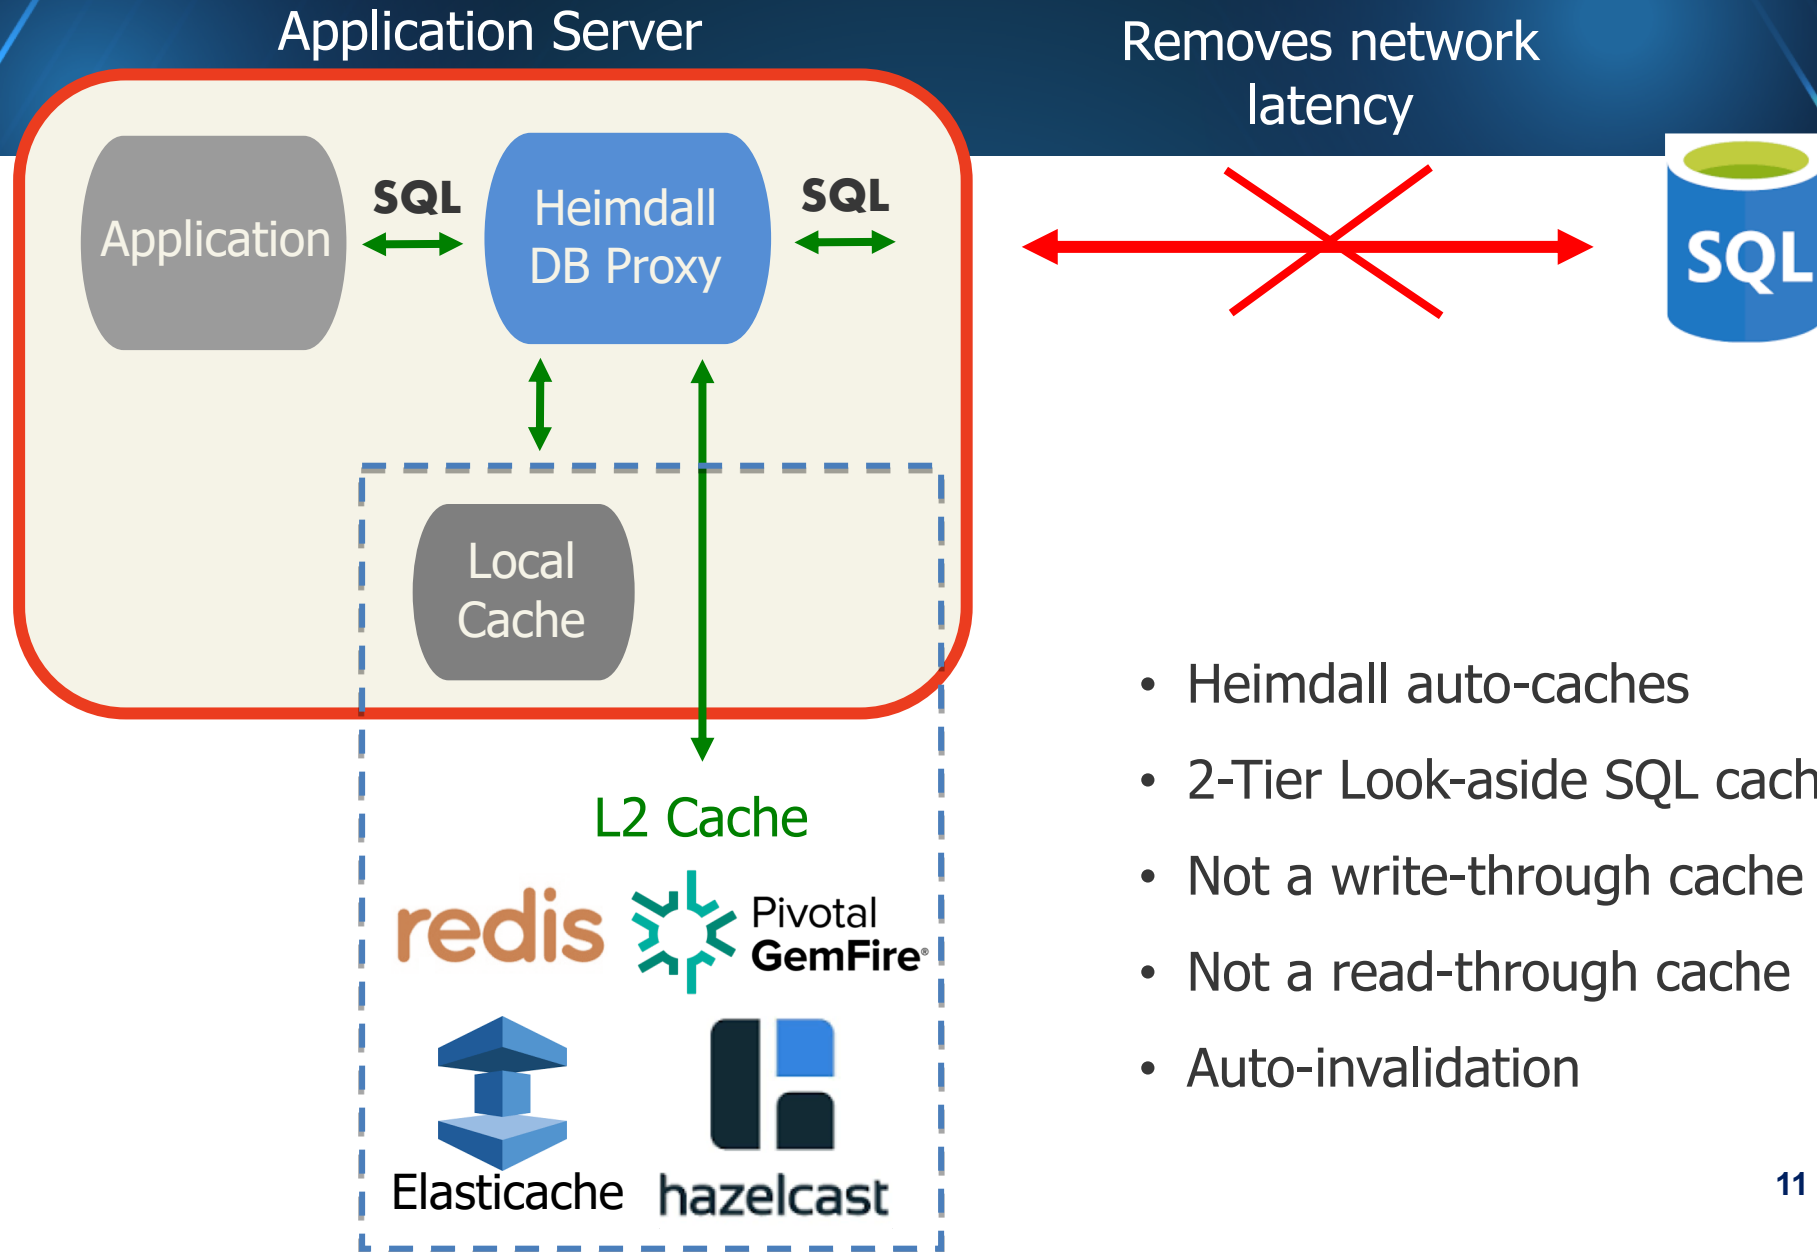 Application Server
Removes network
latency
Application
SQL
Heimdall
DB Proxy
SQL
SQL
Local
Cache
L2 Cache
redis
Pivotal
GemFire®
Elasticache
hazelcast
• Heimdall auto-caches
• 2-Tier Look-aside SQL cach
• Not a write-through cache
• Not a read-through cache
• Auto-invalidation
11